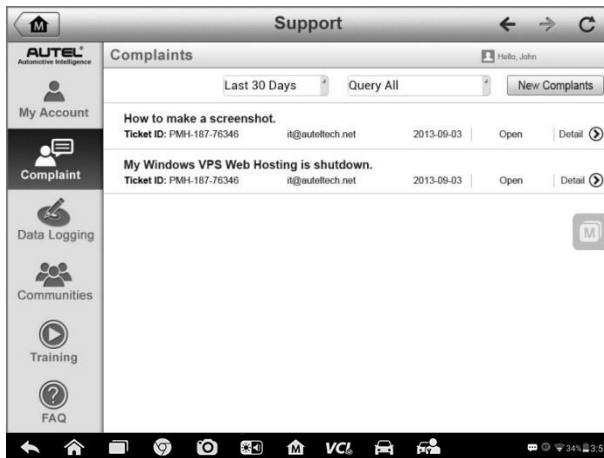 Support
AUTEL
Automotive Intelligence
Complaints
Hello, John
Last 30 Days
Query All
New Complants
My Account
How to make a screenshot.
Ticket ID: PMH-187-76346 it@auteltech.net 2013-09-03 Open Detail
Complaint
My Windows VPS Web Hosting is shutdown.
Ticket ID: PMH-187-76346 it@auteltech.net 2013-09-03 Open Detail
M
Data Logging
Communities
Training
FAQ
M
VCI
34%